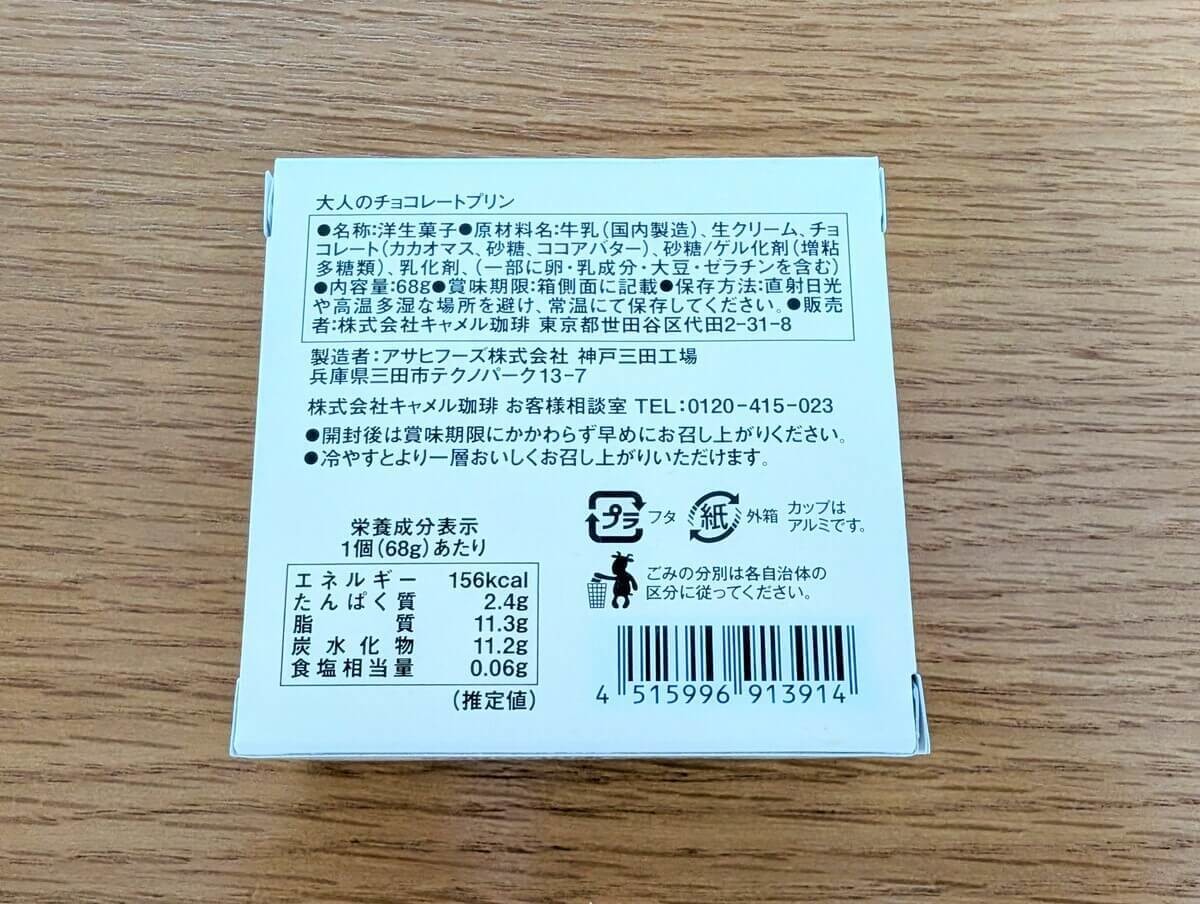 大人のチョコレートプリン
●名称:洋生菓子●原材料名:牛乳(国内製造)、生クリーム、チョ
コレート(カカオマス、砂糖、ココアバター)、砂糖/ゲル化剤(増粘
多糖類)、乳化剤、(一部に卵・乳成分・大豆・ゼラチンを含む)
●内容量:68g●賞味期限:箱側面に記載●保存方法:直射日光
や高温多湿な場所を避け、常温にて保存してください。●販売
者:株式会社キャメル珈琲 東京都世田谷区代田2-31-8
製造者:アサヒフーズ株式会社 神戸三田工場
兵庫県三田市テクノパーク13-7
株式会社キャメル珈琲 お客様相談室 TEL:0120-415-023
●開封後は賞味期限にかかわらず早めにお召し上がりください。
●冷やすとより一層おいしくお召し上がりいただけます。
栄養成分表示
1個(68g)あたり
エネルギー 156kcal
たんぱく質 2.4g
脂質 11.3g
炭水化物 11.2g
食塩相当量 0.06g
(推定値)
プラ フタ 紙 外箱 カップは
アルミです。
ごみの分別は各自治体の
区分に従ってください。
4 515996 913914